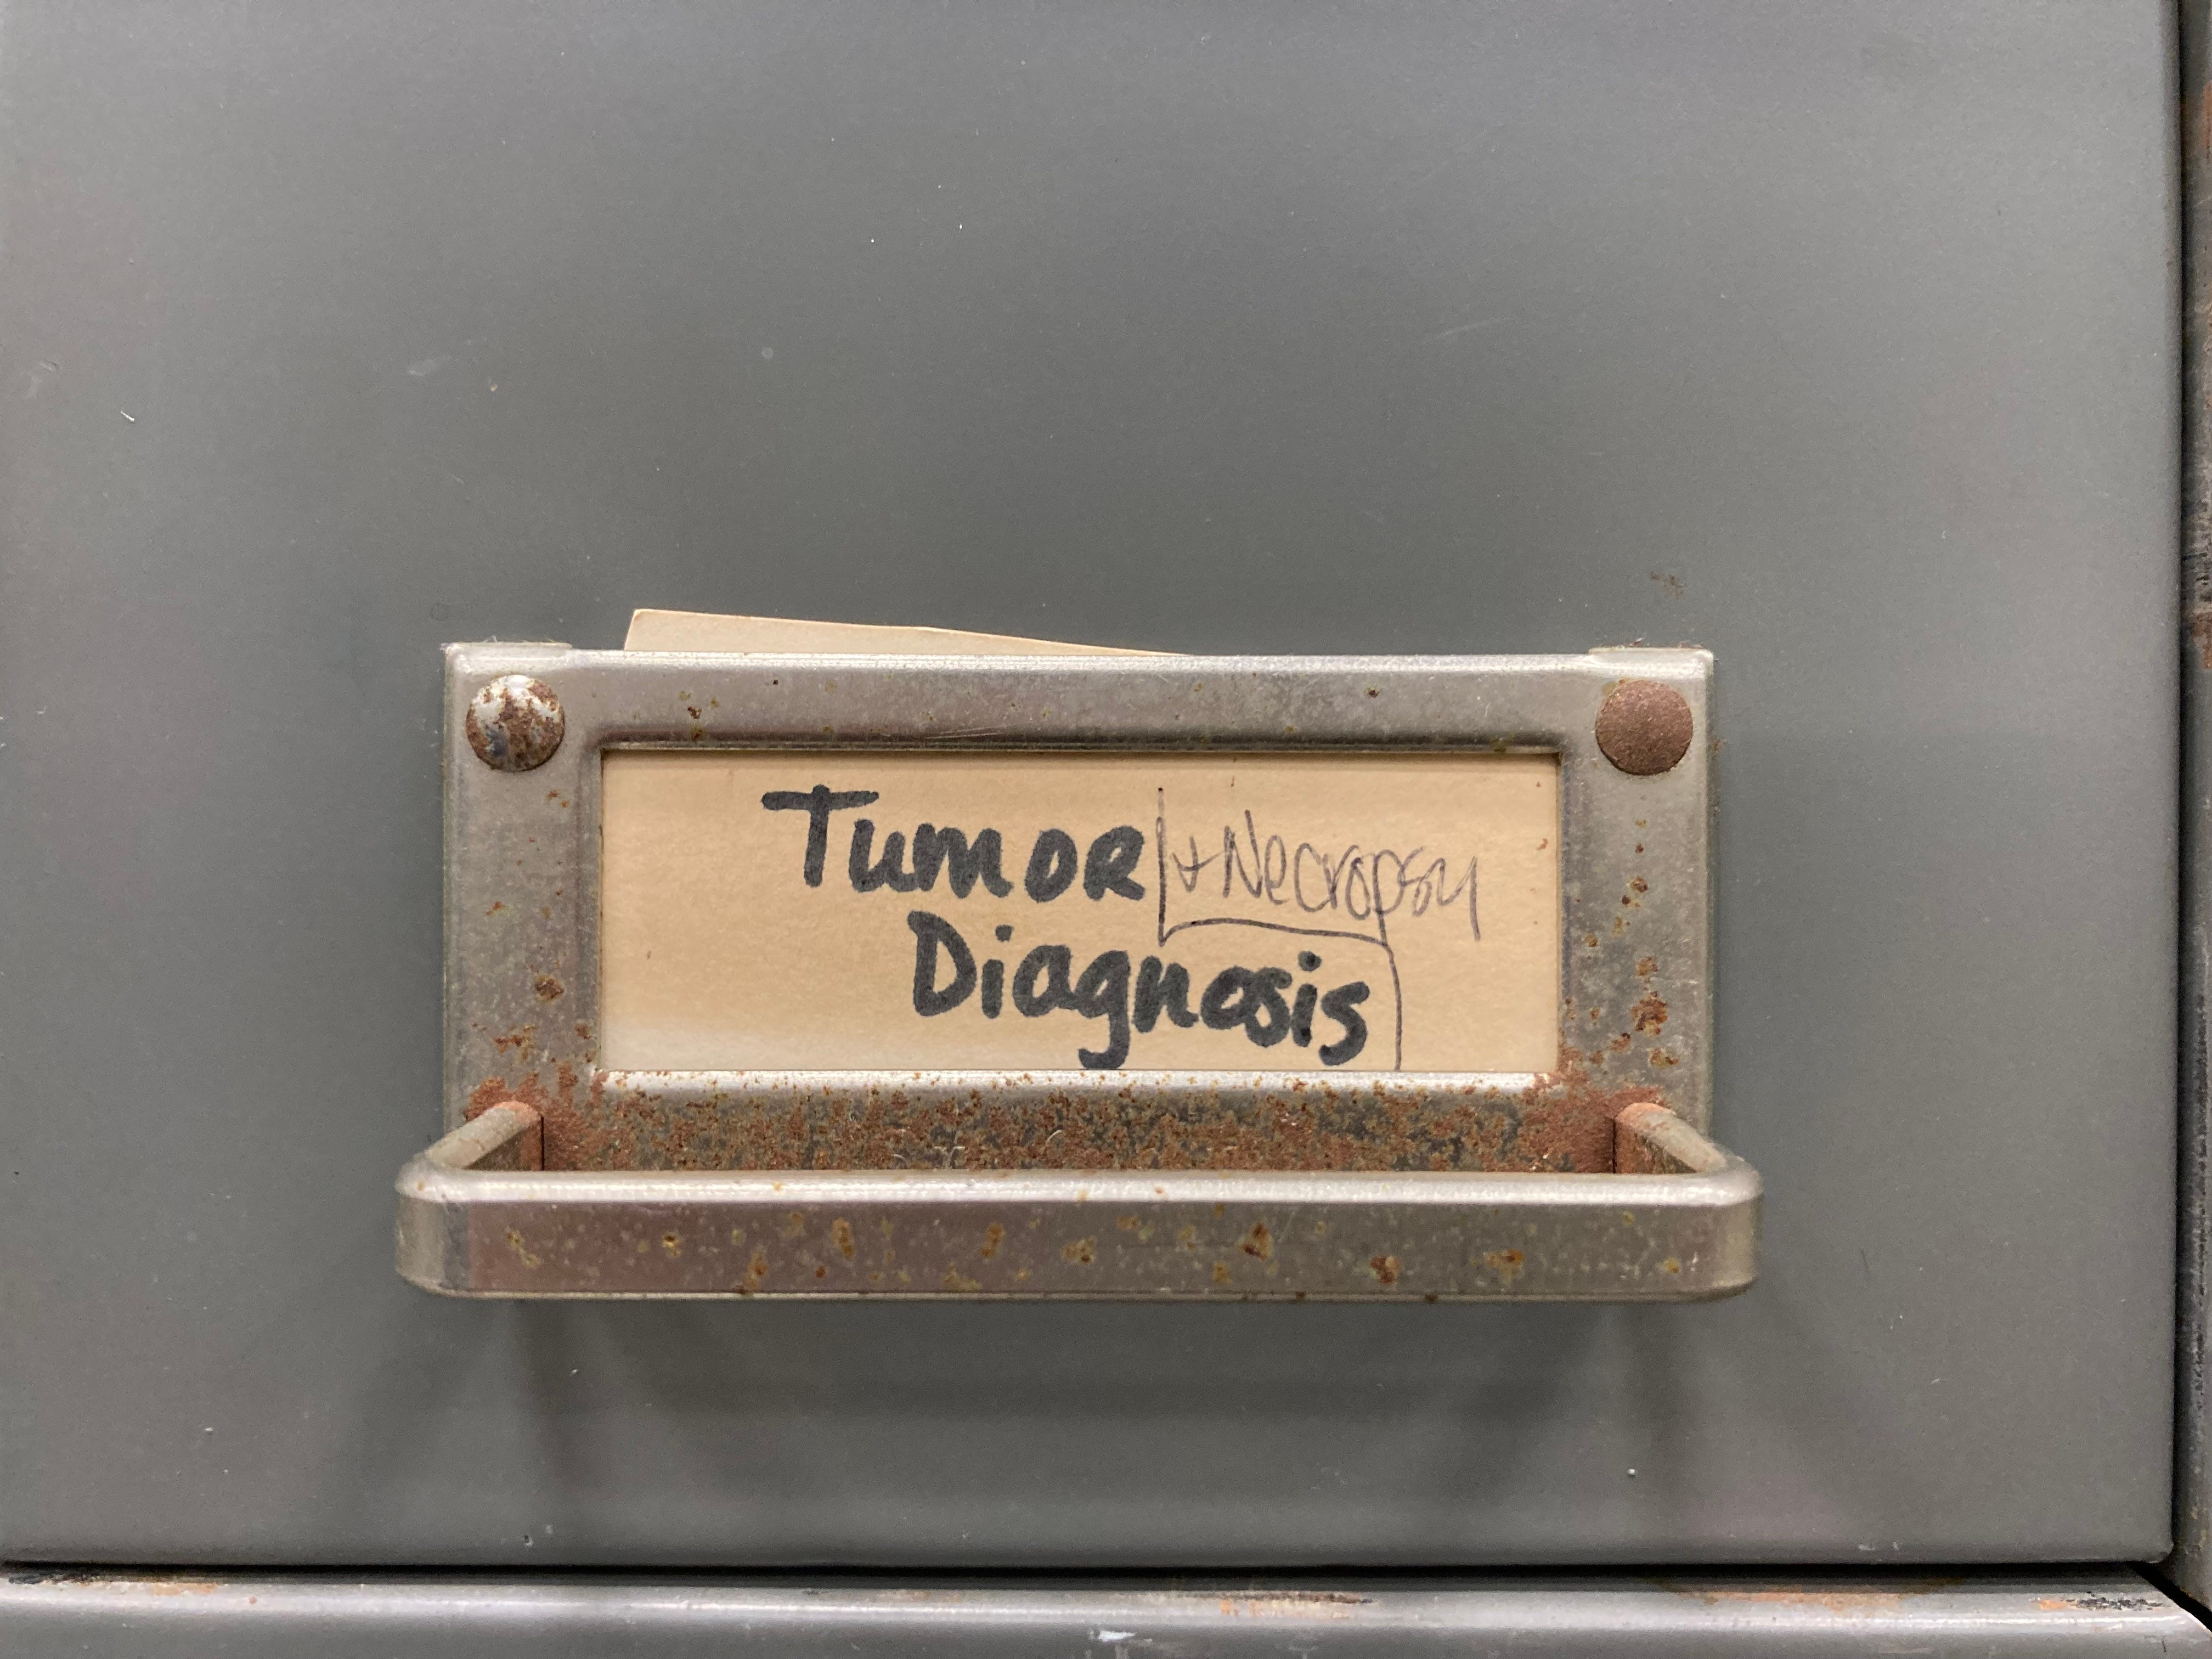 Tumor + Necropsy
Diagnosis